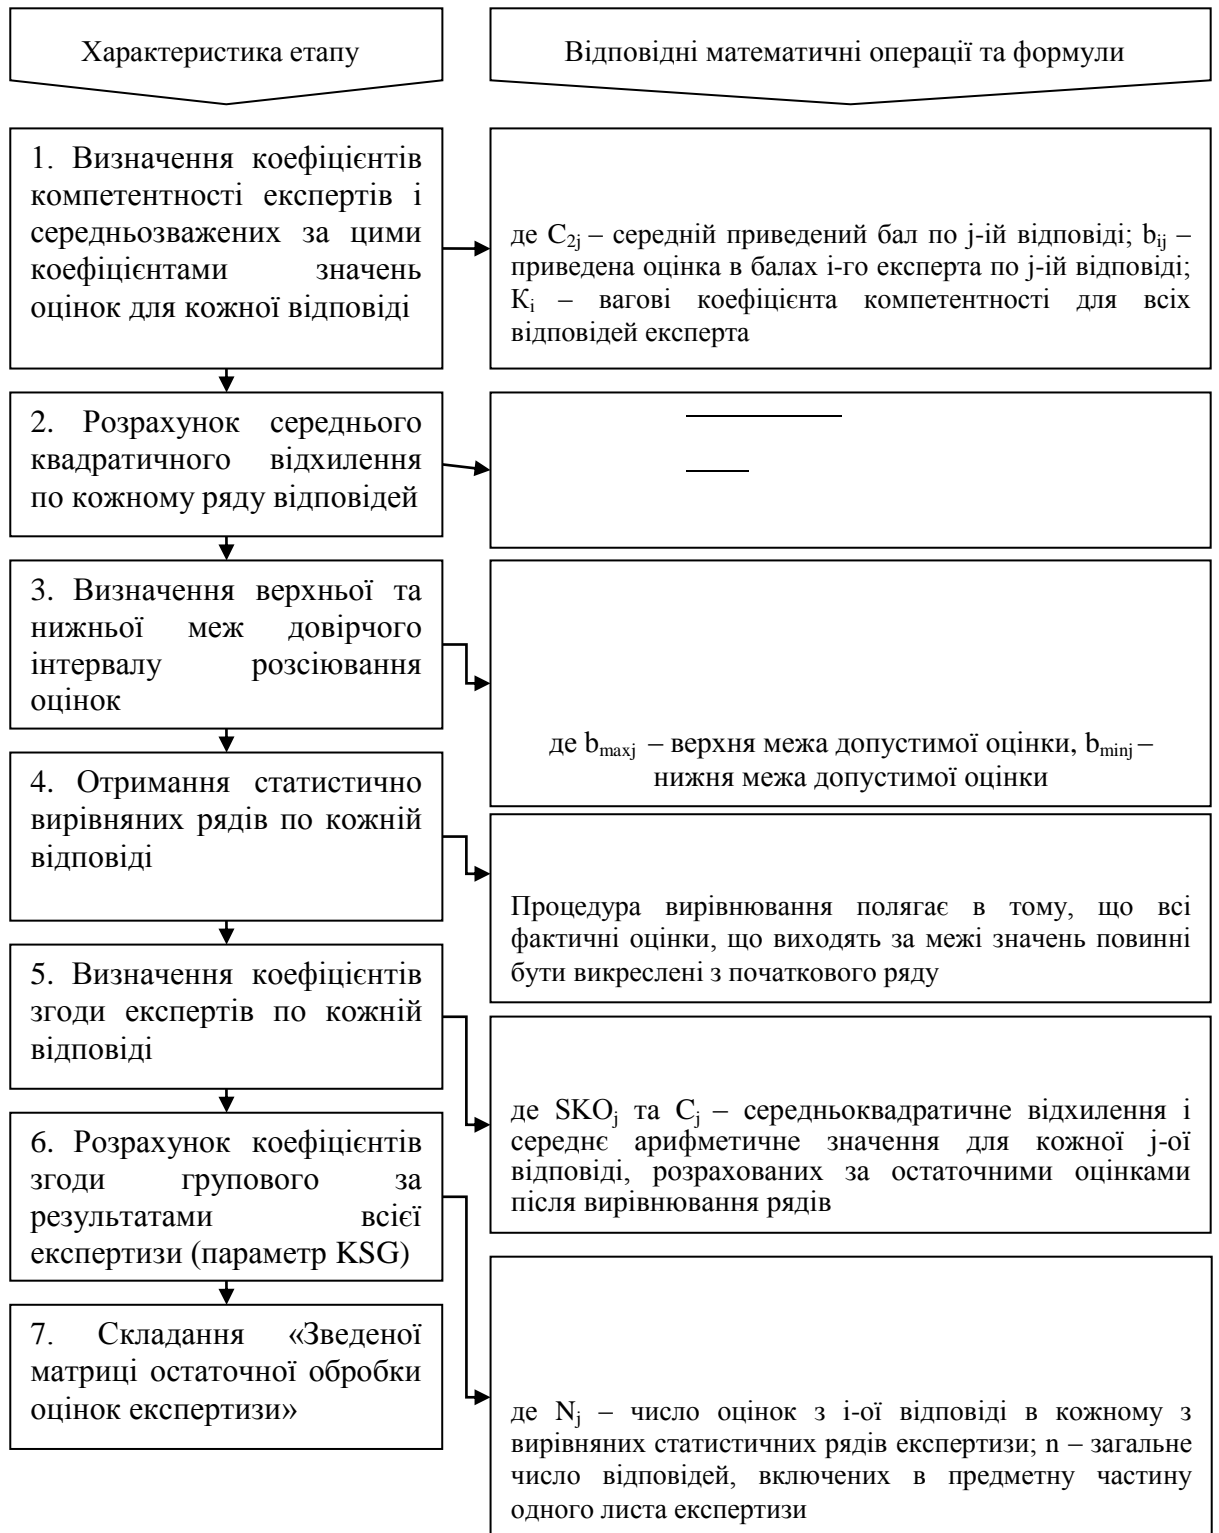 Характеристика етапу
Відповідні математичні операції та формули
1. Визначення коефіцієнтів
компетентності експертів і
середньозважених за цими
коефіцієнтами значень
оцінок для кожної відповіді
де C₂ⱼ – середній приведений бал по j-ій відповіді; bᵢⱼ –
приведена оцінка в балах і-го експерта по j-ій відповіді;
Kᵢ – вагові коефіцієнта компетентності для всіх
відповідей експерта
2. Розрахунок середнього
квадратичного відхилення
по кожному ряду відповідей
3. Визначення верхньої та
нижньої меж довірчого
інтервалу розсіювання
оцінок
де bmaxj – верхня межа допустимої оцінки, bminj –
нижня межа допустимої оцінки
4. Отримання статистично
вирівняних рядів по кожній
відповіді
Процедура вирівнювання полягає в тому, що всі
фактичні оцінки, що виходять за межі значень повинні
бути викреслені з початкового ряду
5. Визначення коефіцієнтів
згоди експертів по кожній
відповіді
де SKOⱼ та Cⱼ – середньоквадратичне відхилення і
середнє арифметичне значення для кожної j-ої
відповіді, розрахованих за остаточними оцінками
після вирівнювання рядів
6. Розрахунок коефіцієнтів
згоди групового за
результатами всієї
експертизи (параметр KSG)
7. Складання «Зведеної
матриці остаточної обробки
оцінок експертизи»
де Nⱼ – число оцінок з і-ої відповіді в кожному з
вирівняних статистичних рядів експертизи; n – загальне
число відповідей, включених в предметну частину
одного листа експертизи